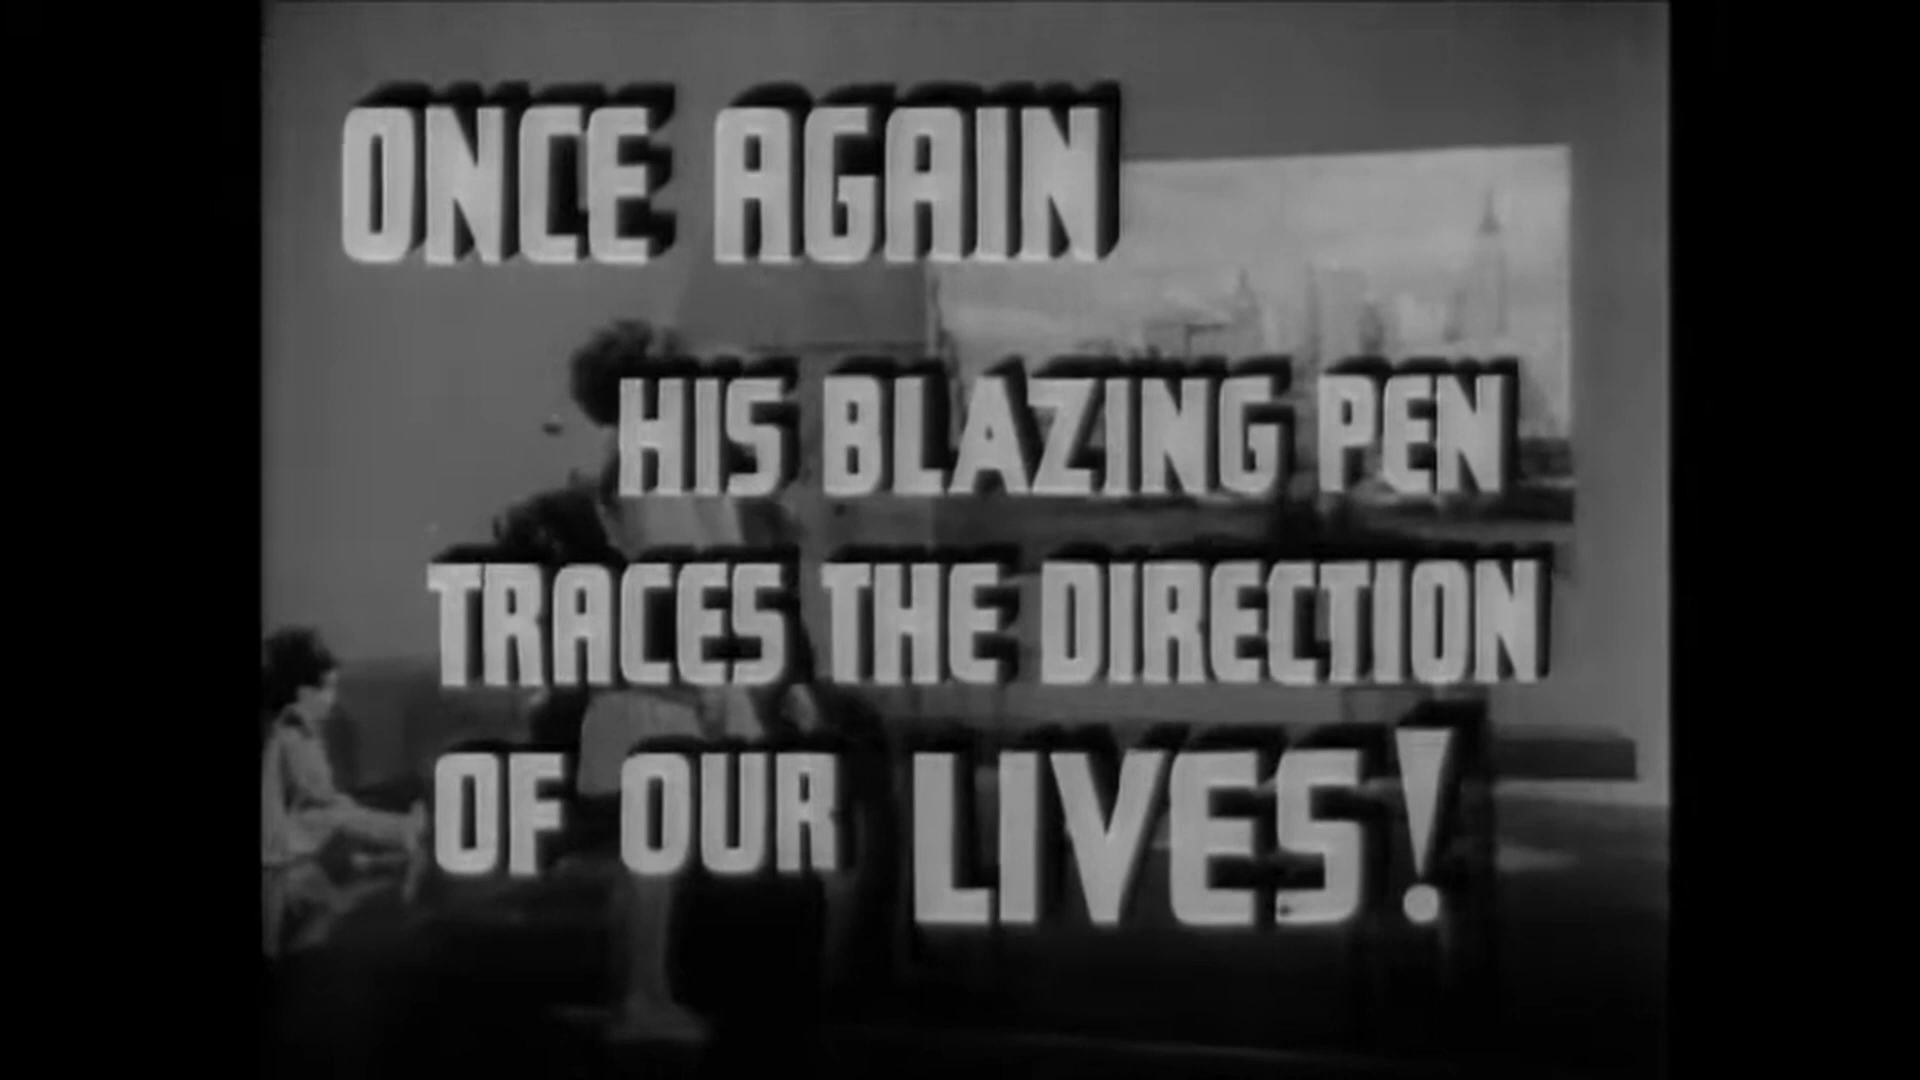 ONCE AGAIN
HIS BLAZING PEN
TRACES THE DIRECTION
OF OUR LIVES!